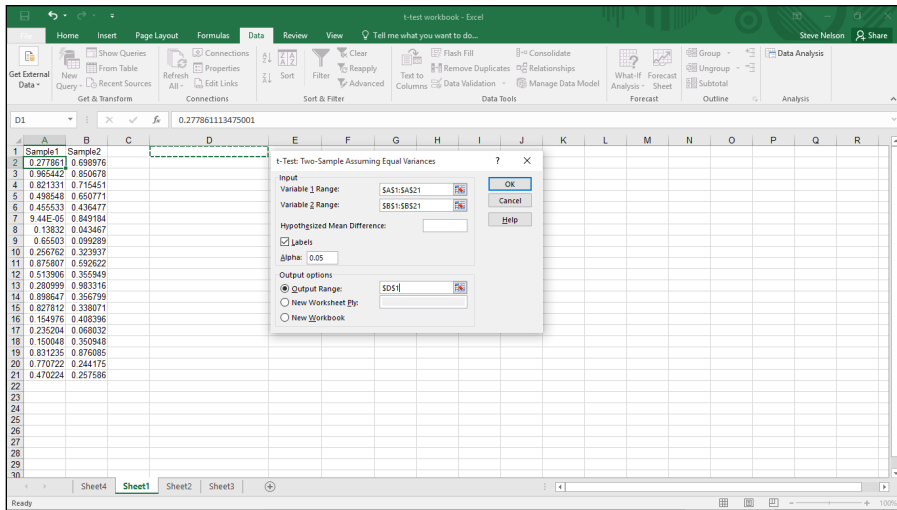 t-test workbook - Excel
File Home Insert Page Layout Formulas Data Review View Tell me what you want to do... Steve Nelson Share
Get External Data
New Query
Show Queries
From Table
Recent Sources
Get & Transform
Refresh All
Connections
Properties
Edit Links
Connections
Sort
Filter
Clear
Reapply
Advanced
Sort & Filter
Text to Columns
Flash Fill
Remove Duplicates
Data Validation
Consolidate
Relationships
Manage Data Model
Data Tools
What-If Analysis
Forecast Sheet
Forecast
Group
Ungroup
Subtotal
Outline
Data Analysis
Analysis
D1 fx 0.277861113475001
A B C D E F G H I J K L M N O P Q R
1 Sample1 Sample2
2 0.277861 0.698976
3 0.965442 0.850678
4 0.821331 0.715451
5 0.498548 0.650771
6 0.455533 0.436477
7 9.44E-05 0.849184
8 0.13832 0.043467
9 0.65503 0.099289
10 0.256762 0.323937
11 0.875807 0.592622
12 0.513906 0.355949
13 0.280999 0.983316
14 0.898647 0.356799
15 0.827812 0.338071
16 0.154976 0.408396
17 0.235204 0.068032
18 0.150048 0.350948
19 0.831235 0.876085
20 0.770722 0.244175
21 0.470224 0.257586
22
23
24
25
26
27
28
29
30
t-Test: Two-Sample Assuming Equal Variances ? ×
Input
Variable 1 Range: $A$1:$A$21
Variable 2 Range: $B$1:$B$21
Hypothesized Mean Difference:
Labels
Alpha: 0.05
Output options
Output Range: $D$1
New Worksheet Ply:
New Workbook
OK
Cancel
Help
Sheet4 Sheet1 Sheet2 Sheet3
Ready 100%